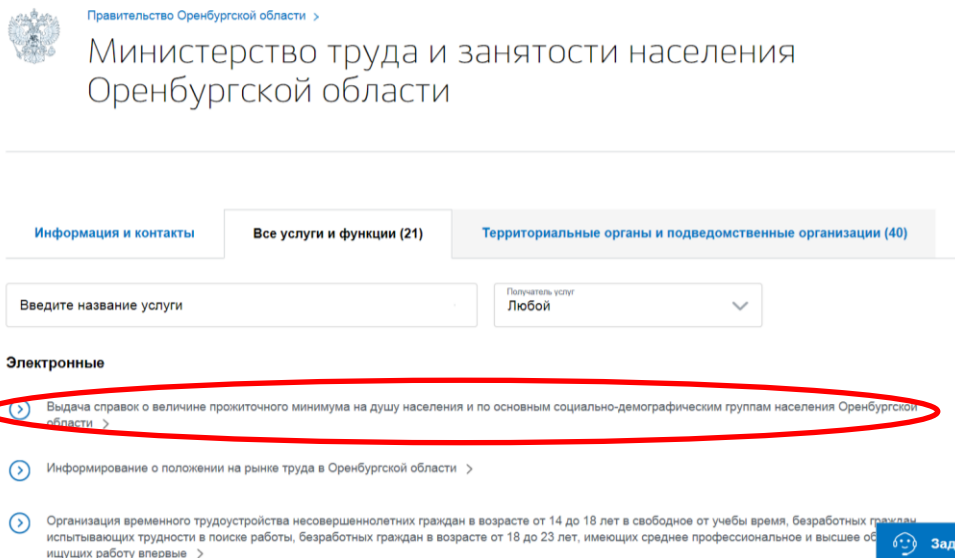 Правительство Оренбургской области >
Министерство труда и занятости населения
Оренбургской области
Информация и контакты
Все услуги и функции (21)
Территориальные органы и подведомственные организации (40)
Введите название услуги
Получатель услуг
Любой
Электронные
Выдача справок о величине прожиточного минимума на душу населения и по основным социально-демографическим группам населения Оренбургской
области >
Информирование о положении на рынке труда в Оренбургской области >
Организация временного трудоустройства несовершеннолетних граждан в возрасте от 14 до 18 лет в свободное от учебы время, безработных граждан,
испытывающих трудности в поиске работы, безработных граждан в возрасте от 18 до 23 лет, имеющих среднее профессиональное и высшее об
ищущих работу впервые >
Зад